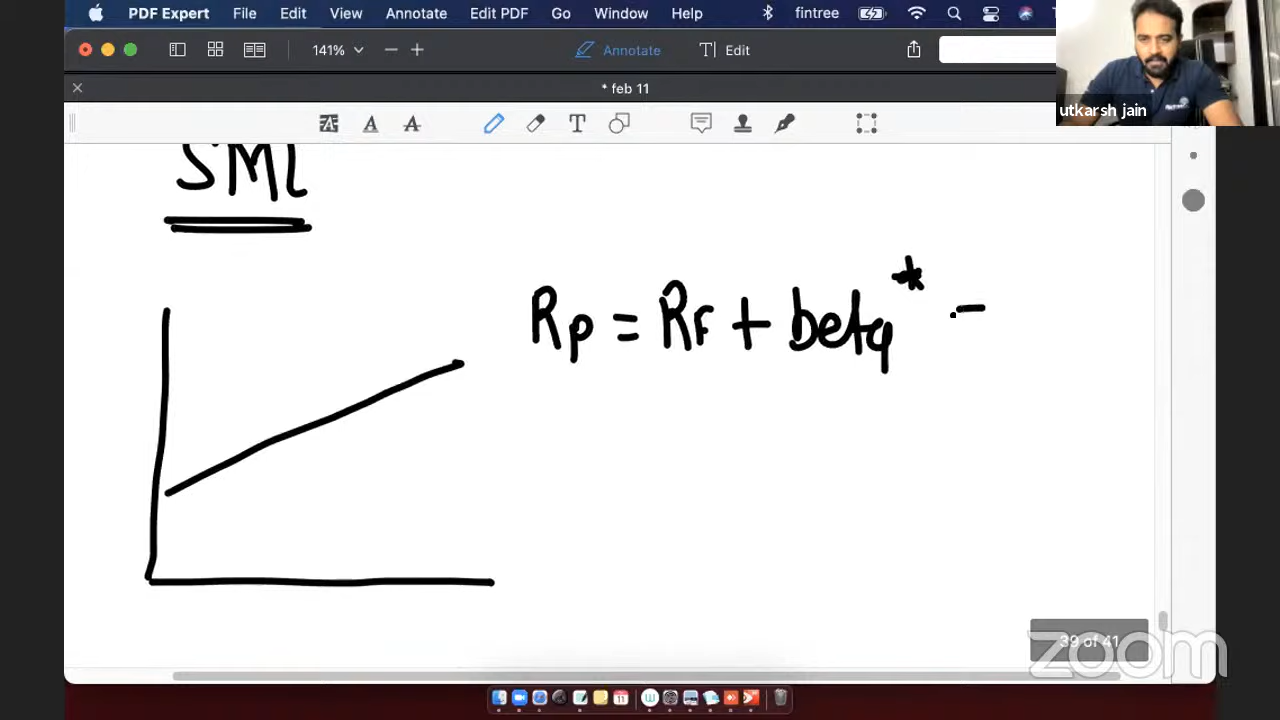 PDF Expert File Edit View Annotate Edit PDF Go Window Help fintree
141% Annotate T Edit
* feb 11
utkarsh jain
SML
Rp = RF + beta* -
39 of 41
zoom